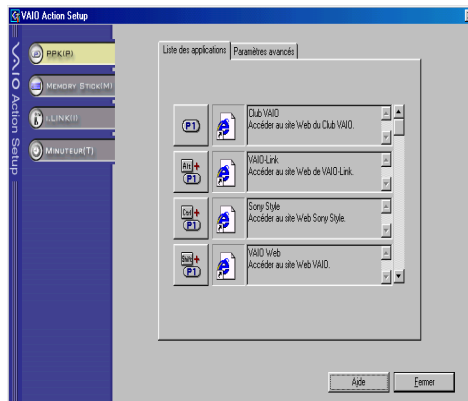 VAIO Action Setup
VAIO Action Setup
PPK(P)
MEMORY STICK(M)
i.LINK(I)
MINUTEUR(T)
Liste des applications
Paramètres avancés
P1
Club VAIO
Accéder au site Web du Club VAIO.
Alt +
P1
VAIO-Link
Accéder au site Web de VAIO-Link.
Ctrl +
P1
Sony Style
Accéder au site Web Sony Style.
Shift +
P1
VAIO Web
Accéder au site Web VAIO.
Aide
Fermer